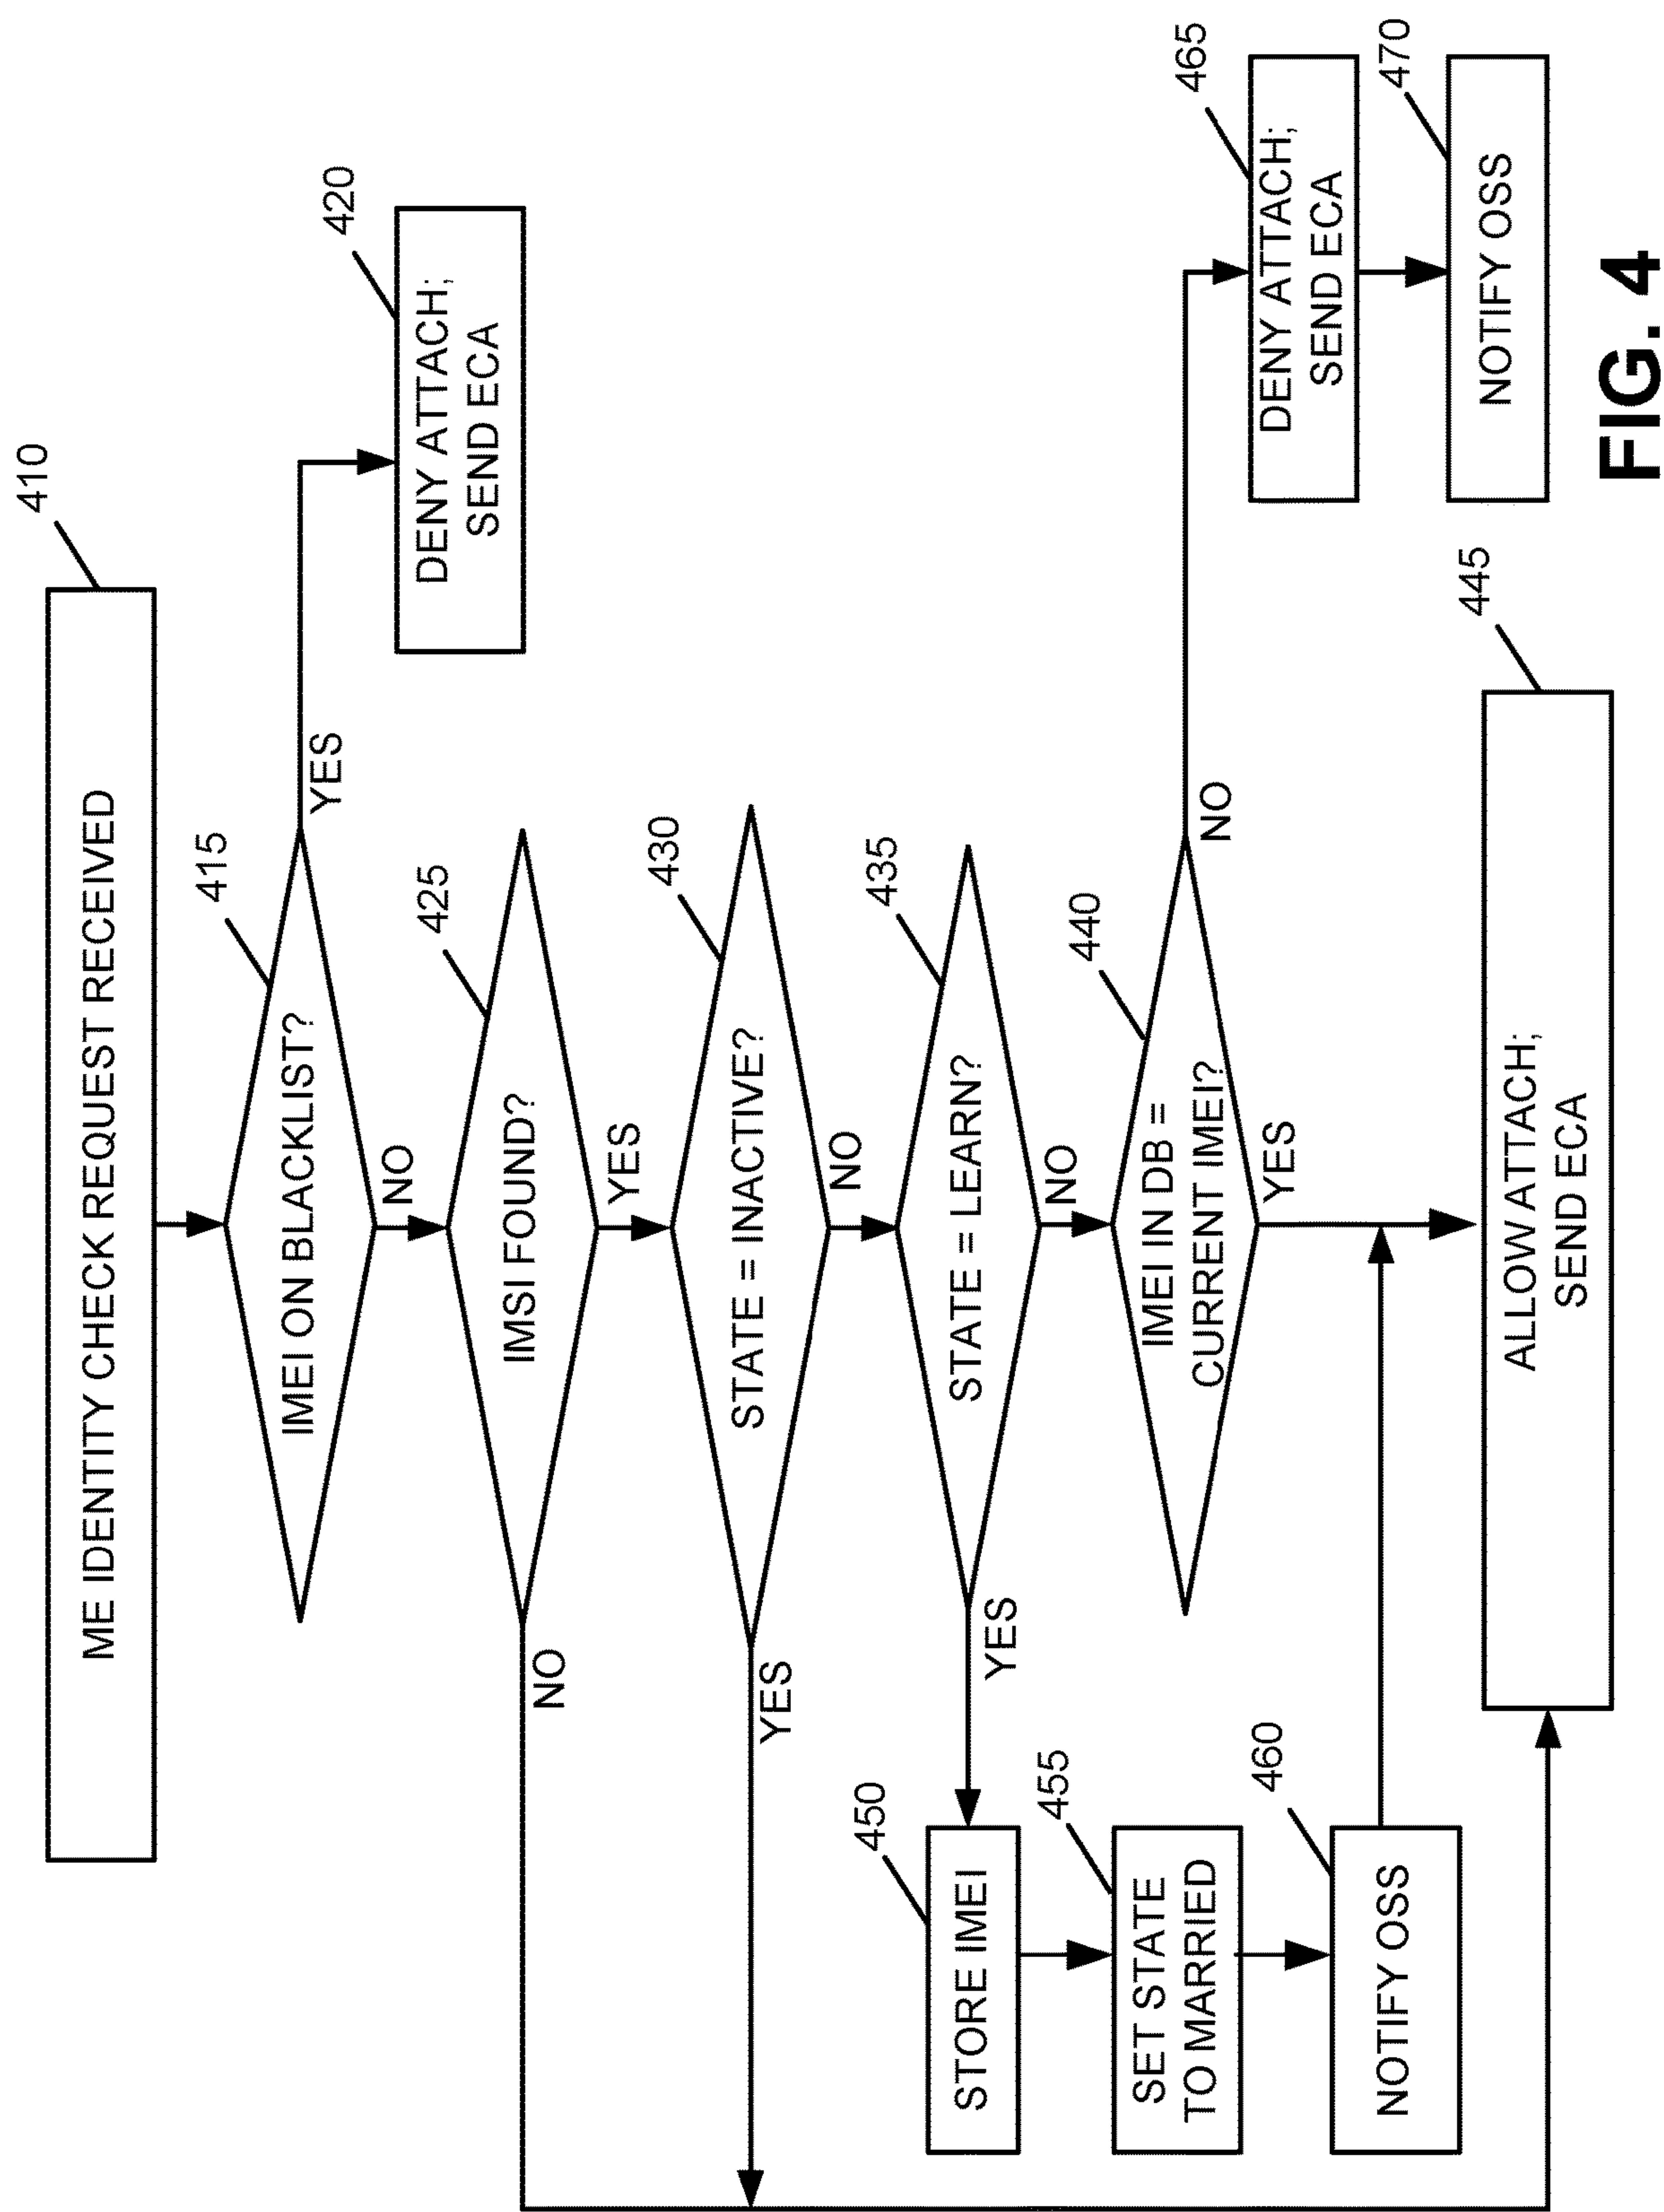 410
ME IDENTITY CHECK REQUEST RECEIVED
415
IMEI ON BLACKLIST?
YES
NO
420
DENY ATTACH;
SEND ECA
425
IMSI FOUND?
NO
YES
430
STATE = INACTIVE?
YES
NO
435
STATE = LEARN?
YES
NO
440
IMEI IN DB =
CURRENT IMEI?
NO
YES
450
STORE IMEI
455
SET STATE
TO MARRIED
460
NOTIFY OSS
465
DENY ATTACH;
SEND ECA
470
NOTIFY OSS
445
ALLOW ATTACH;
SEND ECA
FIG. 4